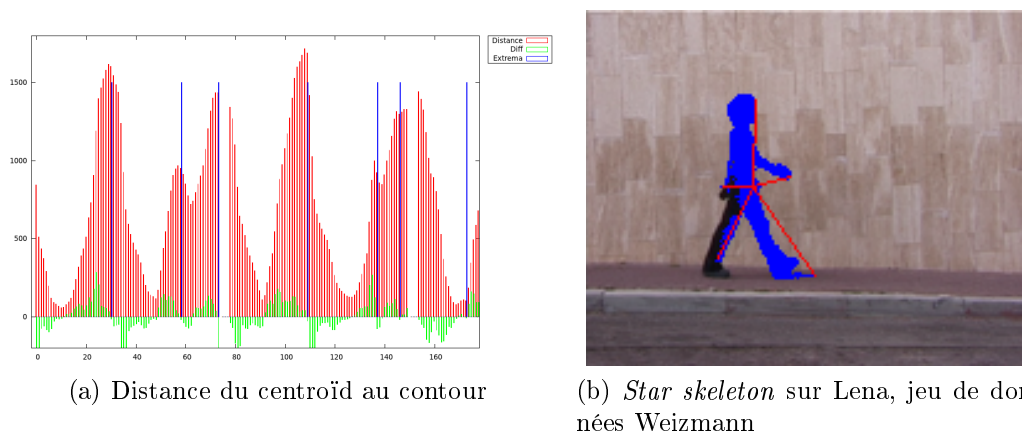 Distance
Diff
Extrema
1500
1000
500
0
0 20 40 60 80 100 120 140 160
(a) Distance du centroïd au contour
(b) Star skeleton sur Lena, jeu de don
nées Weizmann